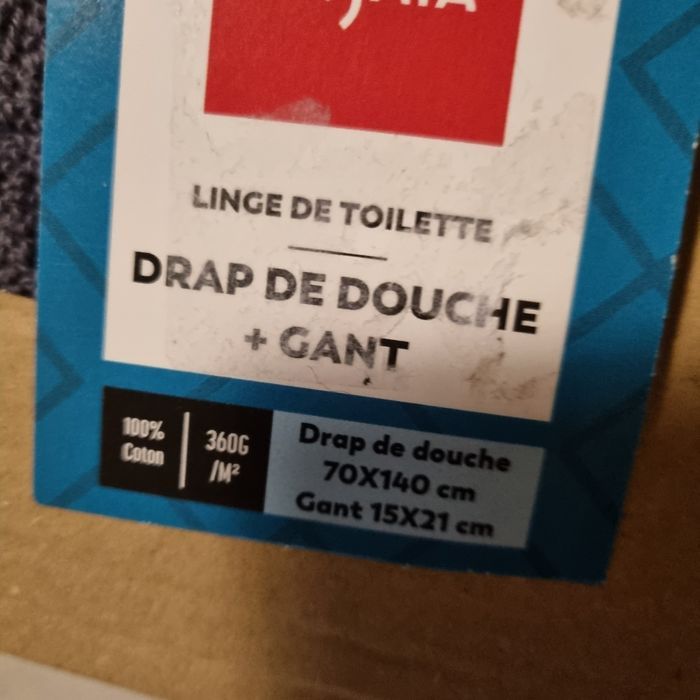 LINGE DE TOILETTE
DRAP DE DOUCHE
+ GANT
100%
Coton
360G
/M²
Drap de douche
70X140 cm
Gant 15X21 cm